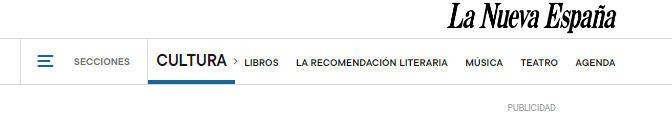 La Nueva España
SECCIONES CULTURA › LIBROS LA RECOMENDACIÓN LITERARIA MÚSICA TEATRO AGENDA
PUBLICIDAD